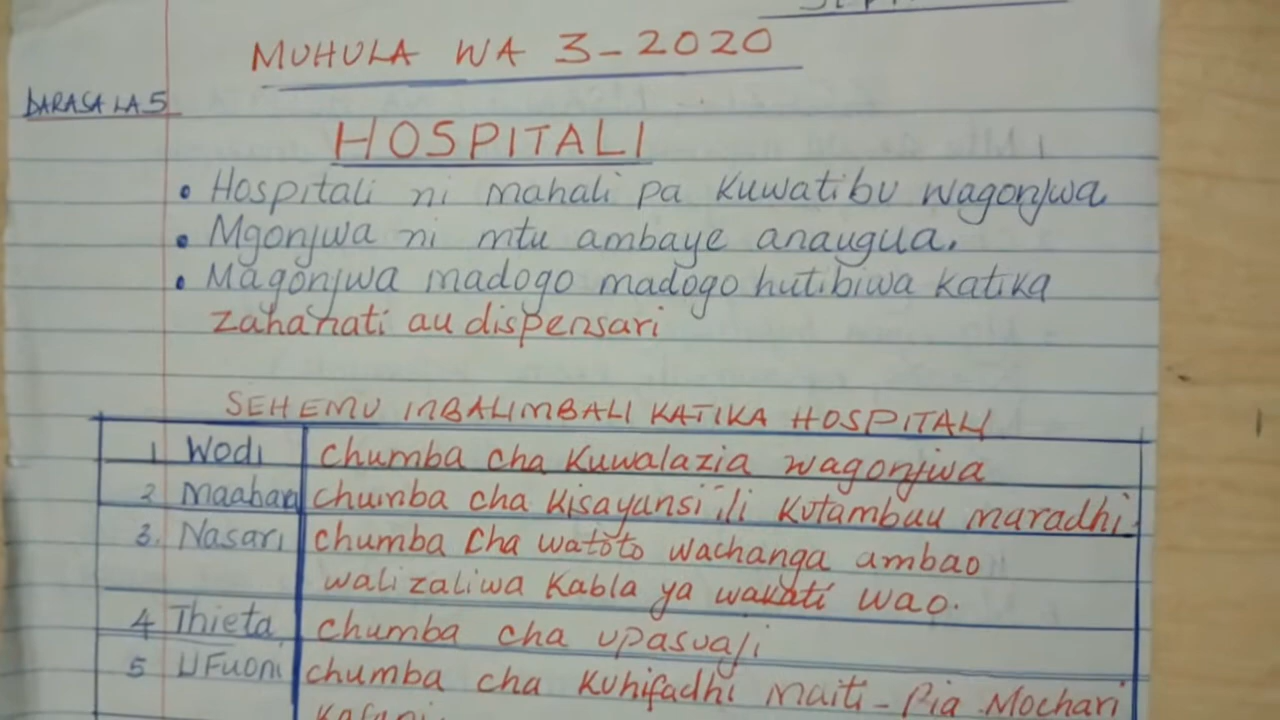 MUHULA WA 3-2020
DARASA LA 5
HOSPITALI
• Hospitali ni mahali pa kuwatibu wagonjwa.
• Mgonjwa ni mtu ambaye anaugua.
• Magonjwa madogo madogo hutibiwa katika
zahanati au dispensari
SEHEMU MBALIMBALI KATIKA HOSPITALI
1 Wodi chumba cha kuwalazia wagonjwa
2 Maabara chumba cha kisayansi ili kutambuu maradhi.
3. Nasari chumba cha watoto wachanga ambao
walizaliwa kabla ya wakati wao.
4 Thieta chumba cha upasuaji
5 UFuoni chumba cha kuhifadhi maiti - Pia Mochari
Kafani.